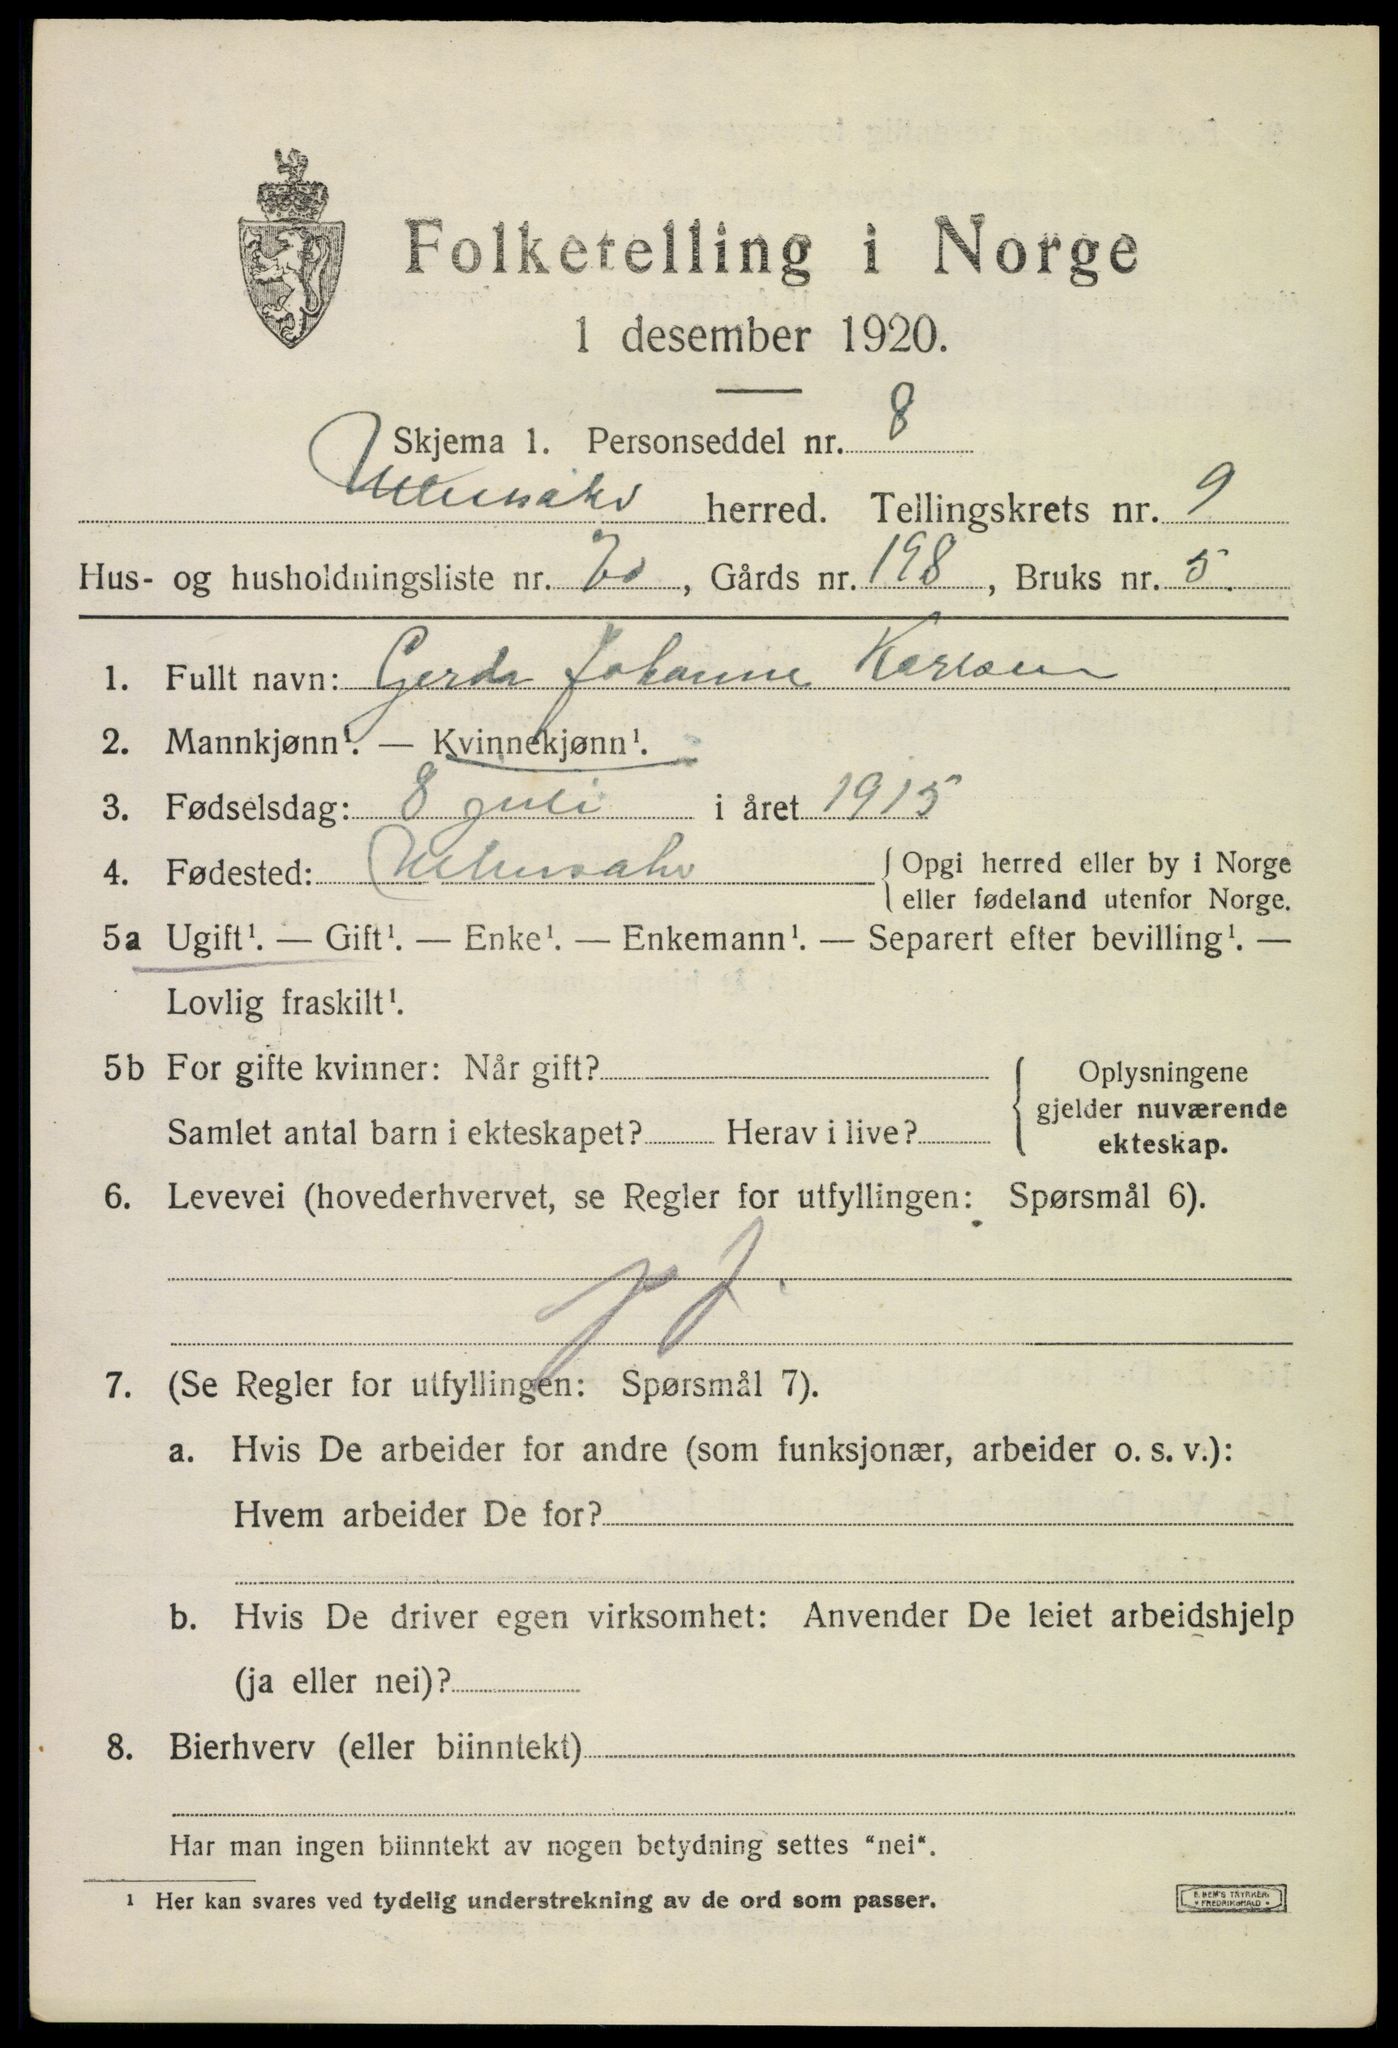 Folketelling i Norge
1 desember 1920.
Skjema 1. Personseddel nr. 8
Ullensaker herred. Tellingskrets nr. 9
Hus- og husholdningsliste nr. 70, Gårds nr. 198, Bruks nr. 5.
1. Fullt navn: Gerda Johanne Karlsen
2. Mannkjønn¹. — Kvinnekjønn¹.
3. Fødselsdag: 8 juli i året 1915
4. Fødested: Ullensaker { Opgi herred eller by i Norge
eller fødeland utenfor Norge.
5a Ugift¹. — Gift¹. — Enke¹. — Enkemann¹. — Separert efter bevilling¹. —
Lovlig fraskilt¹.
5b For gifte kvinner: Når gift?
Samlet antal barn i ekteskapet? Herav i live?
{ Oplysningene
gjelder nuværende
ekteskap.
6. Levevei (hovederhvervet, se Regler for utfyllingen: Spørsmål 6).
7. (Se Regler for utfyllingen: Spørsmål 7).
a. Hvis De arbeider for andre (som funksjonær, arbeider o. s. v.):
Hvem arbeider De for?
b. Hvis De driver egen virksomhet: Anvender De leiet arbeidshjelp
(ja eller nei)?
8. Bierhverv (eller biinntekt)
Har man ingen biinntekt av nogen betydning settes "nei".
¹ Her kan svares ved tydelig understrekning av de ord som passer.